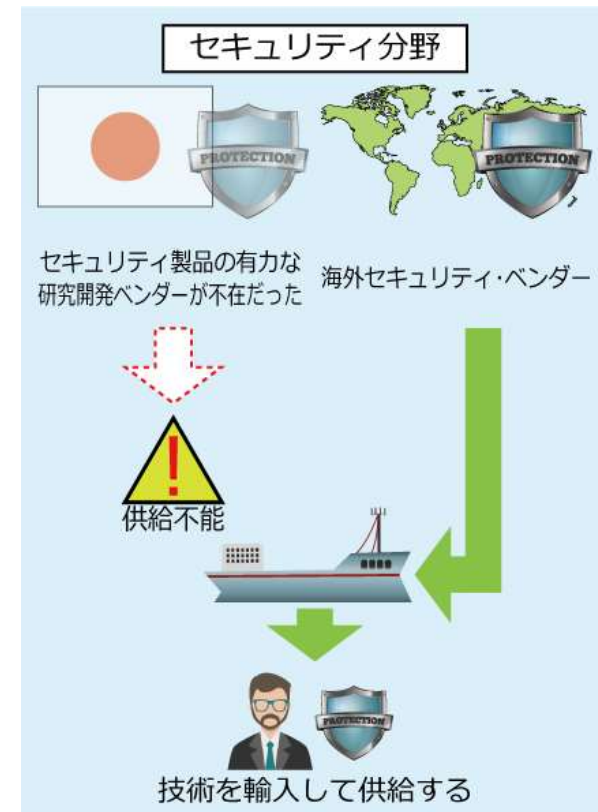 セキュリティ分野
PROTECTION
PROTECTION
セキュリティ製品の有力な
研究開発ベンダーが不在だった
海外セキュリティ・ベンダー
!
供給不能
PROTECTION
技術を輸入して供給する